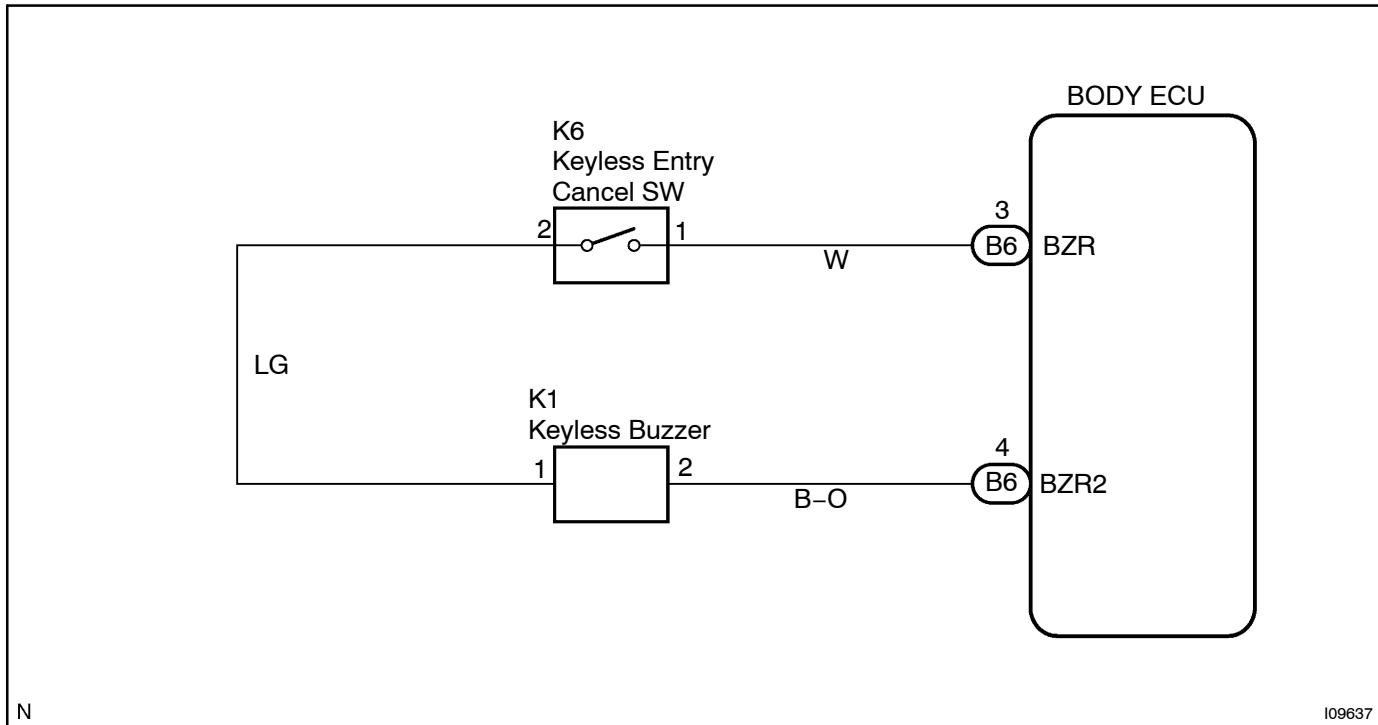 BODY ECU
K6
Keyless Entry
Cancel SW
2
1
W
3
B6
BZR
LG
K1
Keyless Buzzer
1
2
B−O
4
B6
BZR2
N
I09637